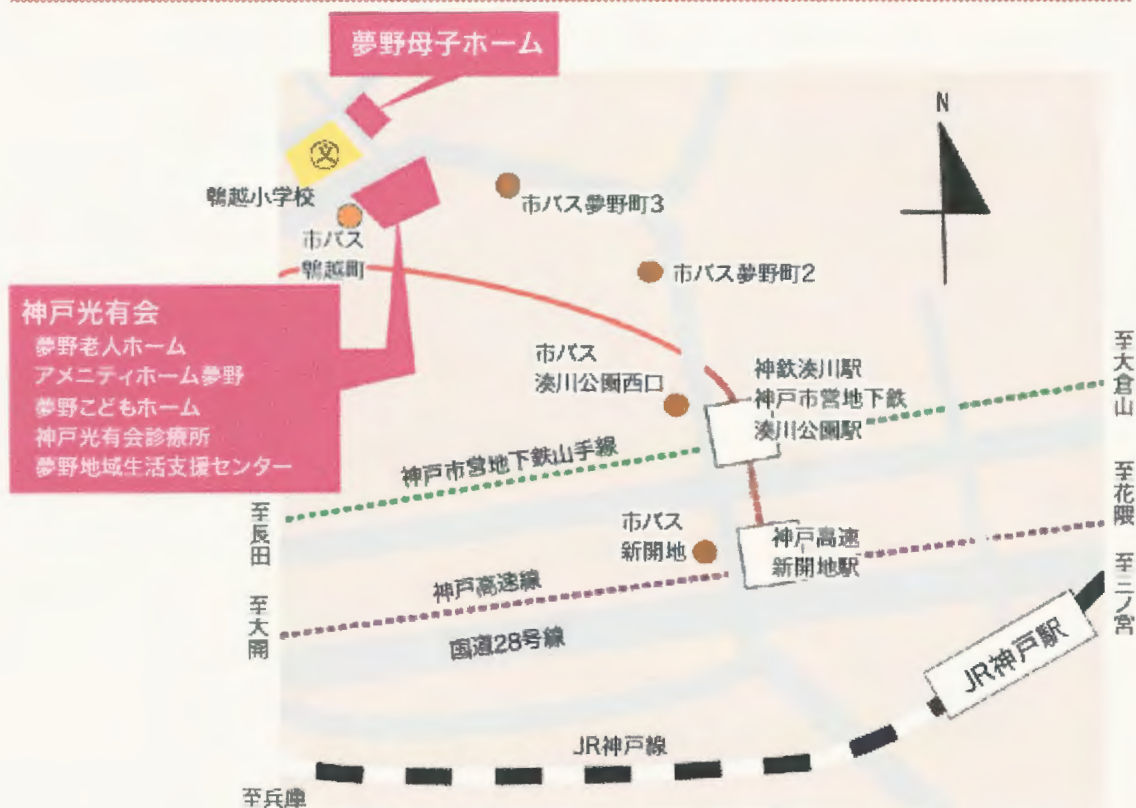 夢野母子ホーム
N
文
鵯越小学校
市バス
鵯越町
市バス夢野町3
市バス夢野町2
神戸光有会
夢野老人ホーム
アメニティホーム夢野
夢野こどもホーム
神戸光有会診療所
夢野地域生活支援センター
市バス
湊川公園西口
神鉄湊川駅
神戸市営地下鉄
湊川公園駅
至大倉山
神戸市営地下鉄山手線
至長田
至花隈
市バス
新開地
神戸高速
新開地駅
神戸高速線
至大開
至三ノ宮
国道28号線
JR神戸駅
JR神戸線
至兵庫